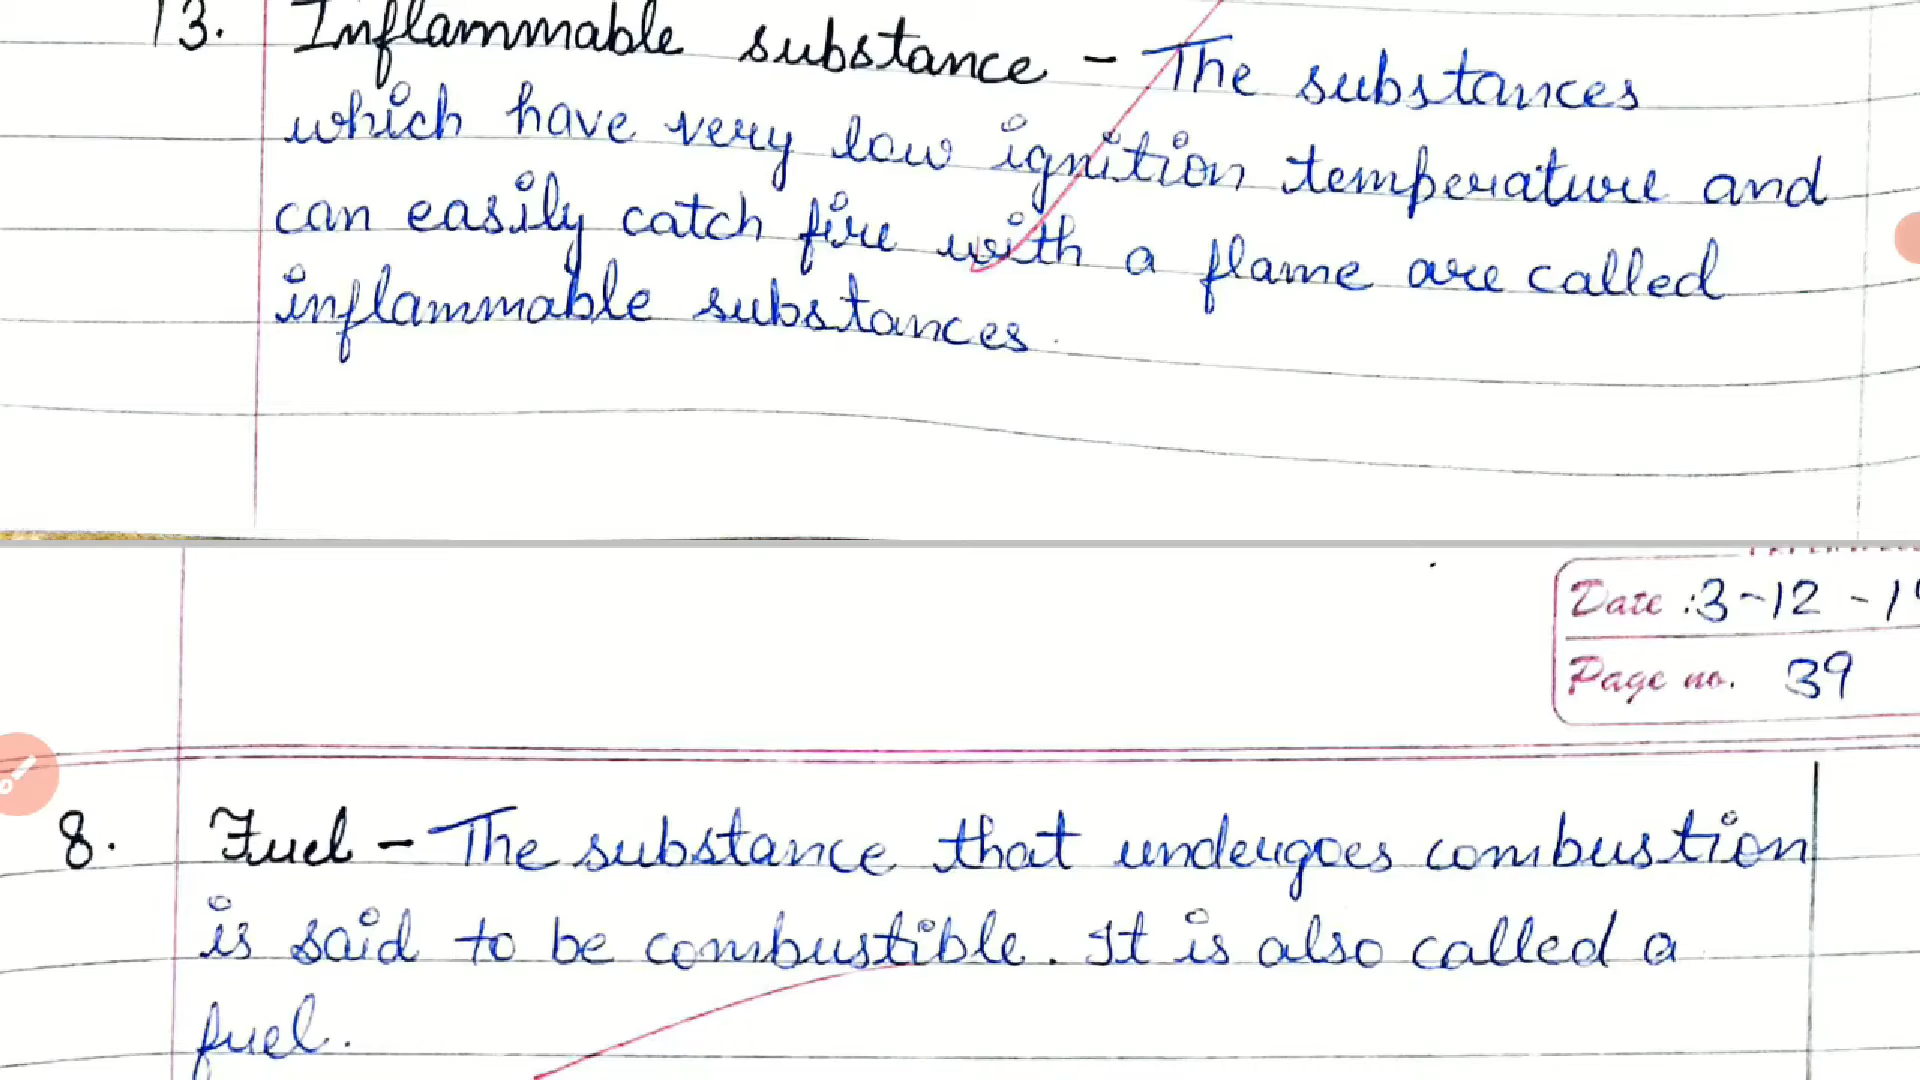 13. Inflammable substance - The substances
which have very low ignition temperature and
can easily catch fire with a flame are called
inflammable substances.
Date : 3-12-1
Page no. 39
8. Fuel - The substance that undergoes combustion
is said to be combustible. It is also called a
fuel.